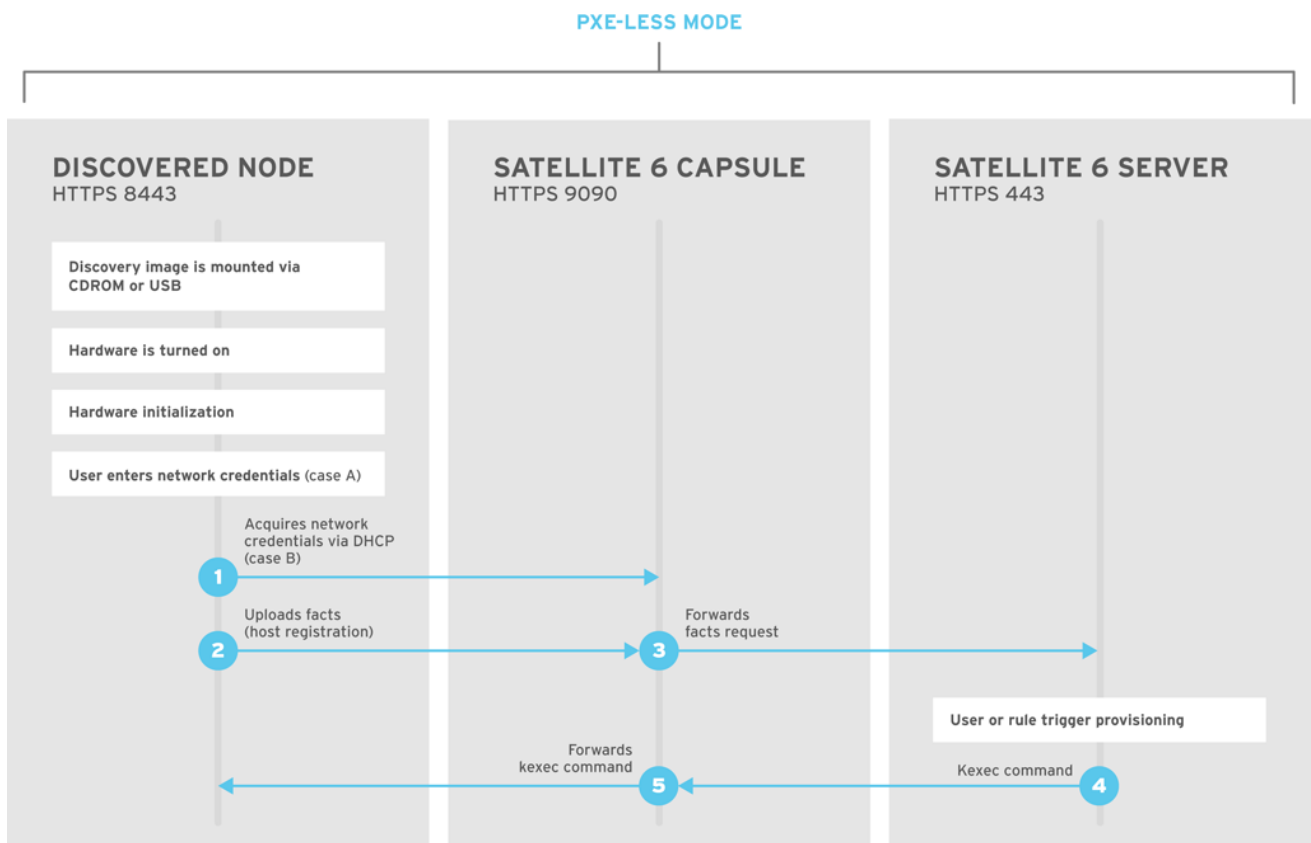 PXE-LESS MODE
DISCOVERED NODE
HTTPS 8443
SATELLITE 6 CAPSULE
HTTPS 9090
SATELLITE 6 SERVER
HTTPS 443
Discovery image is mounted via
CDROM or USB
Hardware is turned on
Hardware initialization
User enters network credentials (case A)
Acquires network
credentials via DHCP
(case B)
1
Uploads facts
(host registration)
2
Forwards
facts request
3
User or rule trigger provisioning
Kexec command
4
Forwards
kexec command
5